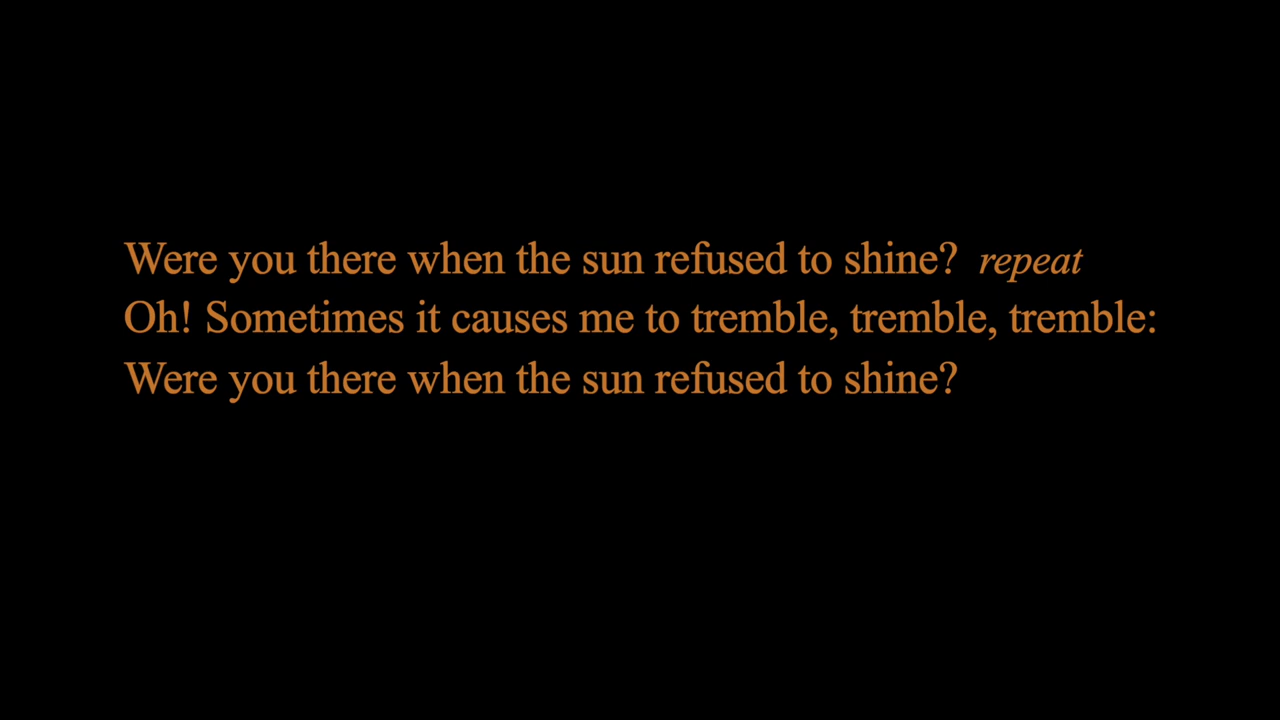 Were you there when the sun refused to shine? repeat
Oh! Sometimes it causes me to tremble, tremble, tremble:
Were you there when the sun refused to shine?